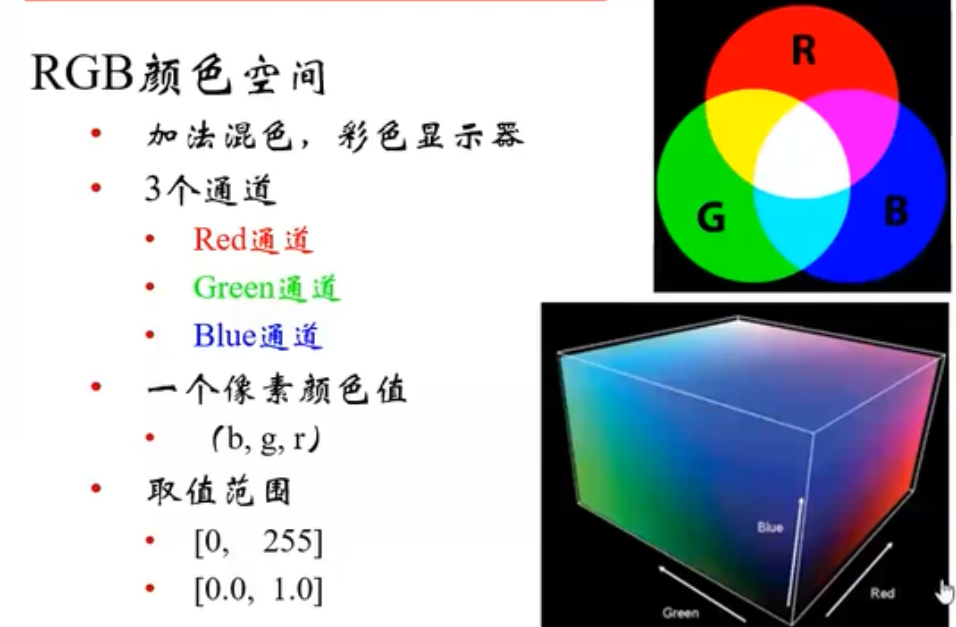 RGB颜色空间
• 加法混色，彩色显示器
• 3个通道
• Red通道
• Green通道
• Blue通道
• 一个像素颜色值
• （b, g, r）
• 取值范围
• [0, 255]
• [0.0, 1.0]
R
G
B
Blue
Green
Red